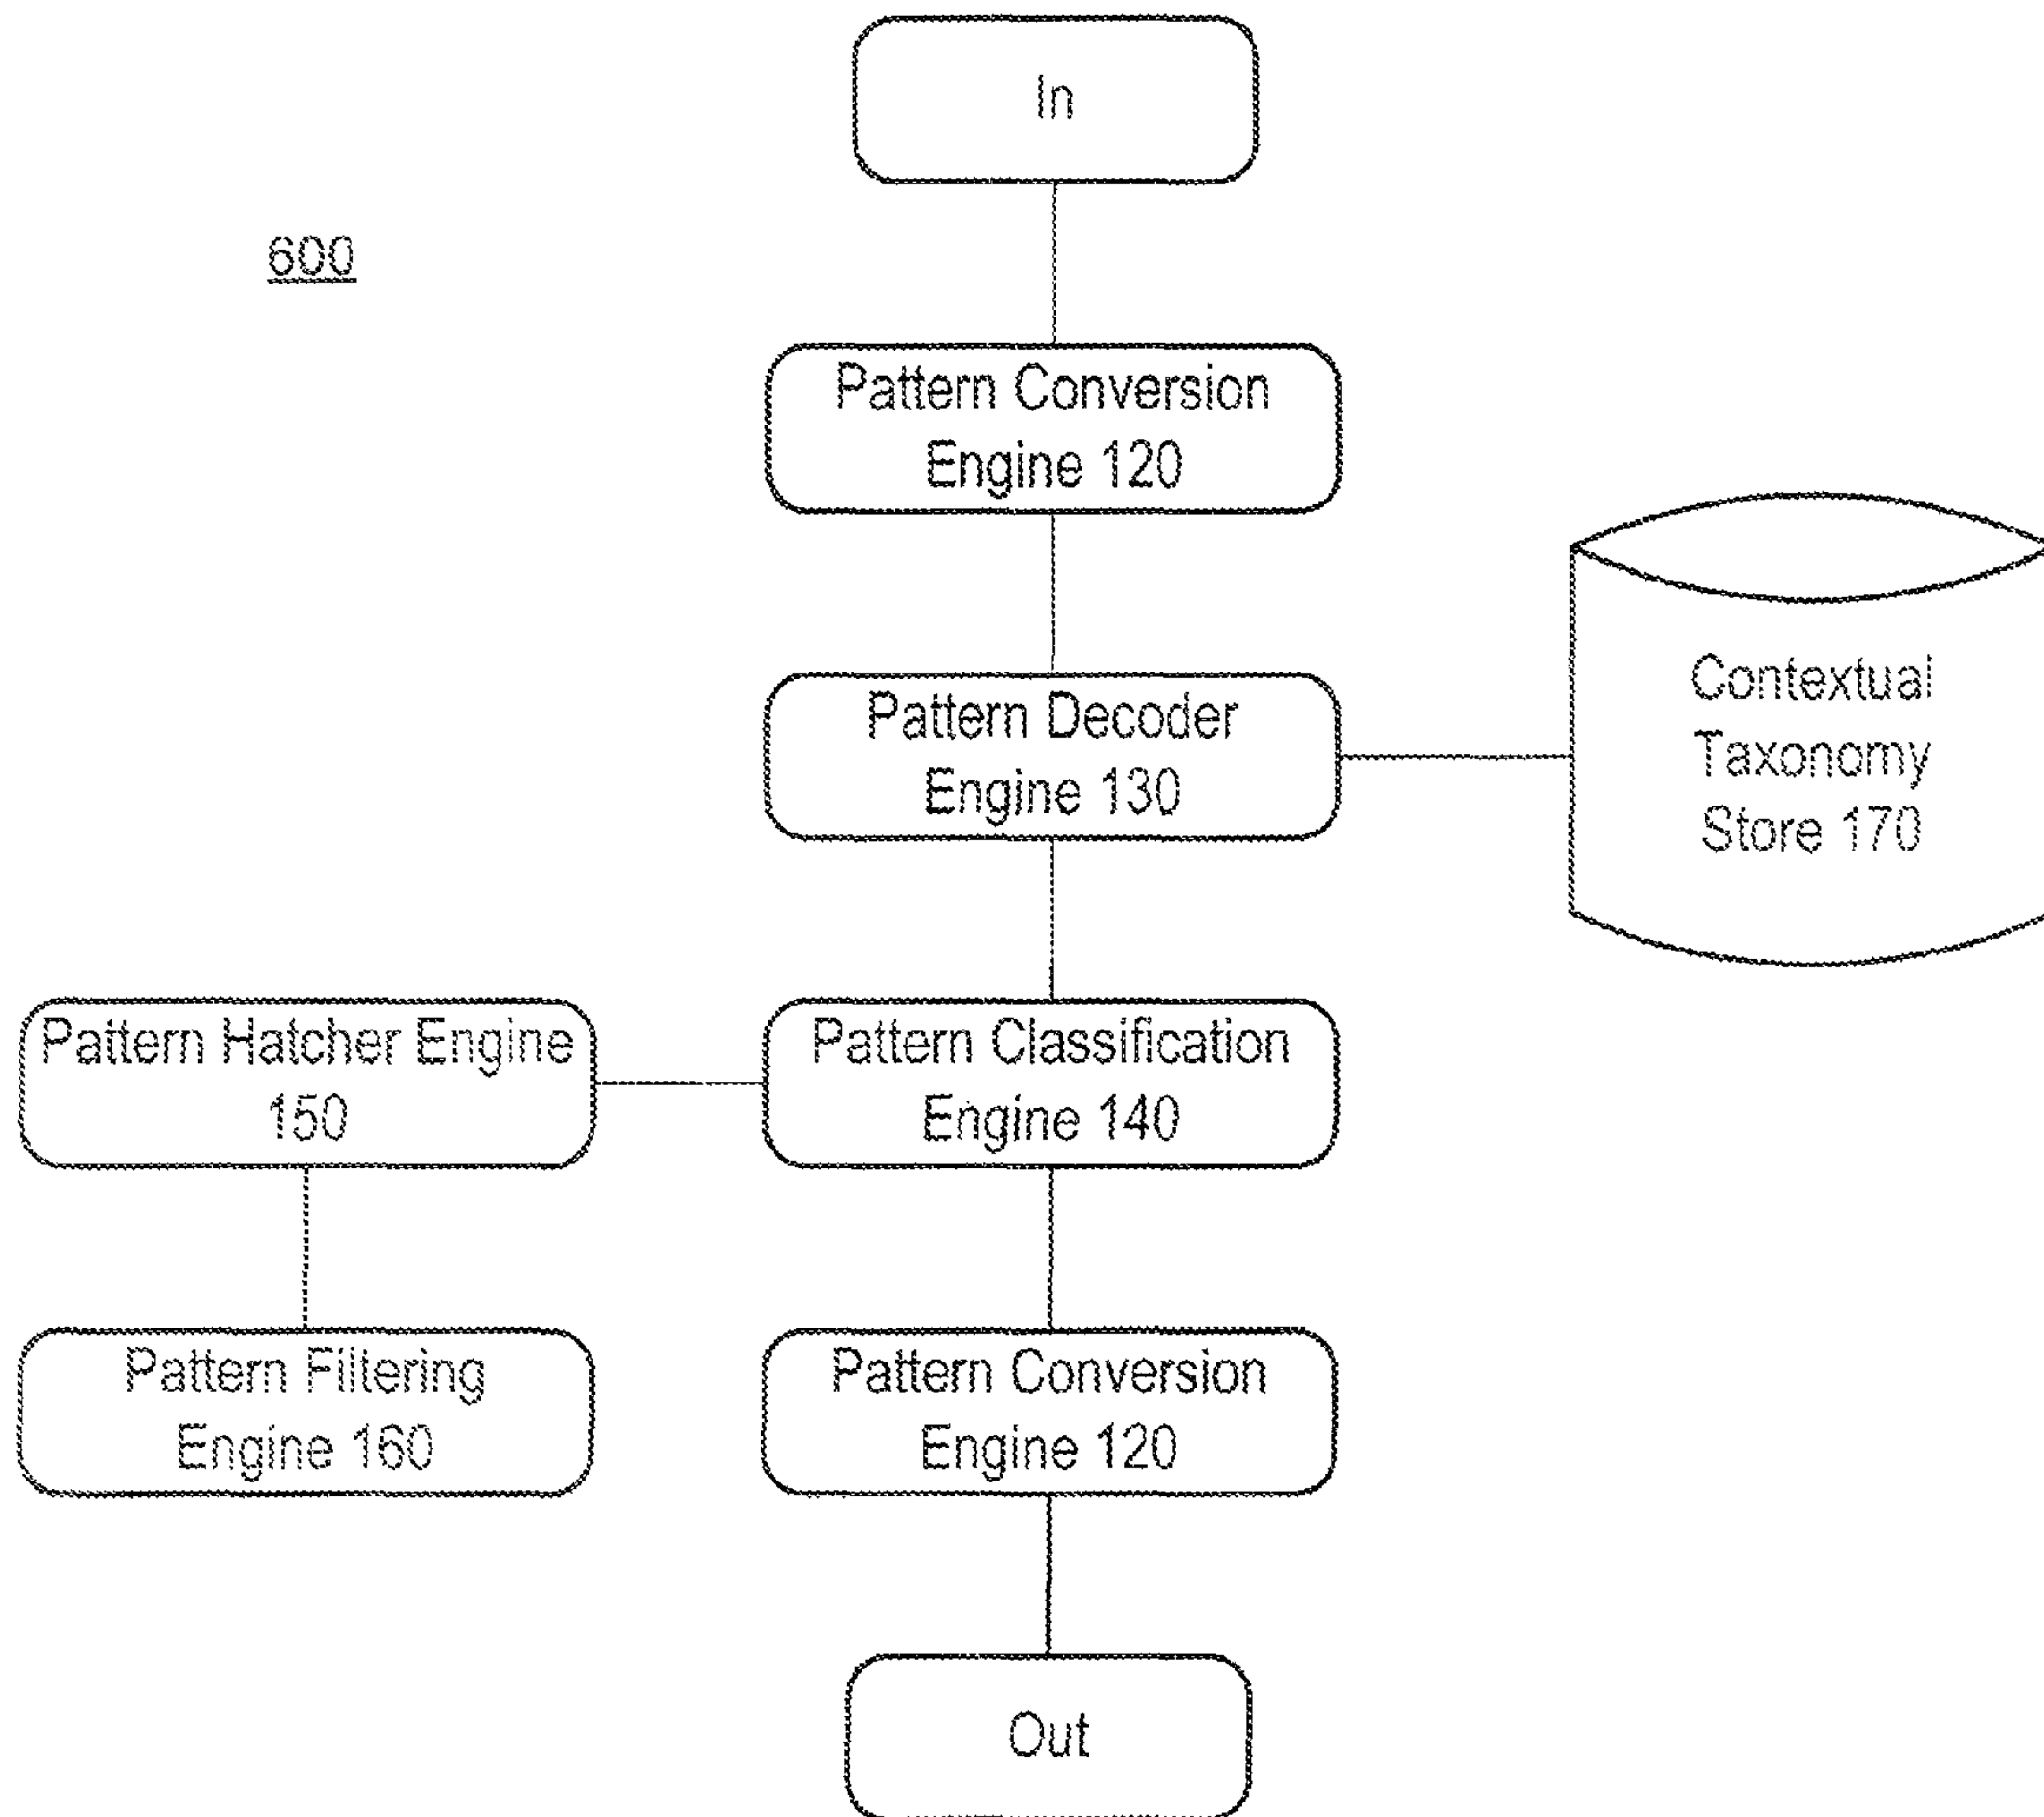 In
600
Pattern Conversion
Engine 120
Pattern Decoder
Engine 130
Contextual
Taxonomy
Store 170
Pattern Hatcher Engine
150
Pattern Classification
Engine 140
Pattern Filtering
Engine 160
Pattern Conversion
Engine 120
Out